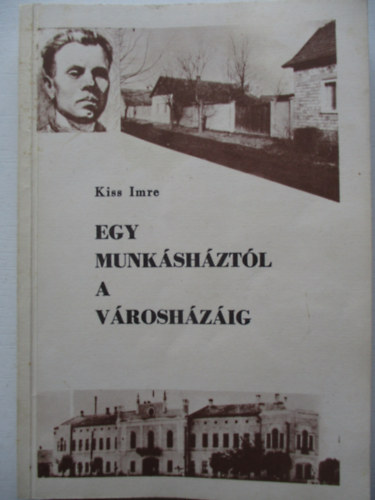 Kiss Imre
EGY
MUNKÁSHÁZTÓL
A
VÁROSHÁZÁIG